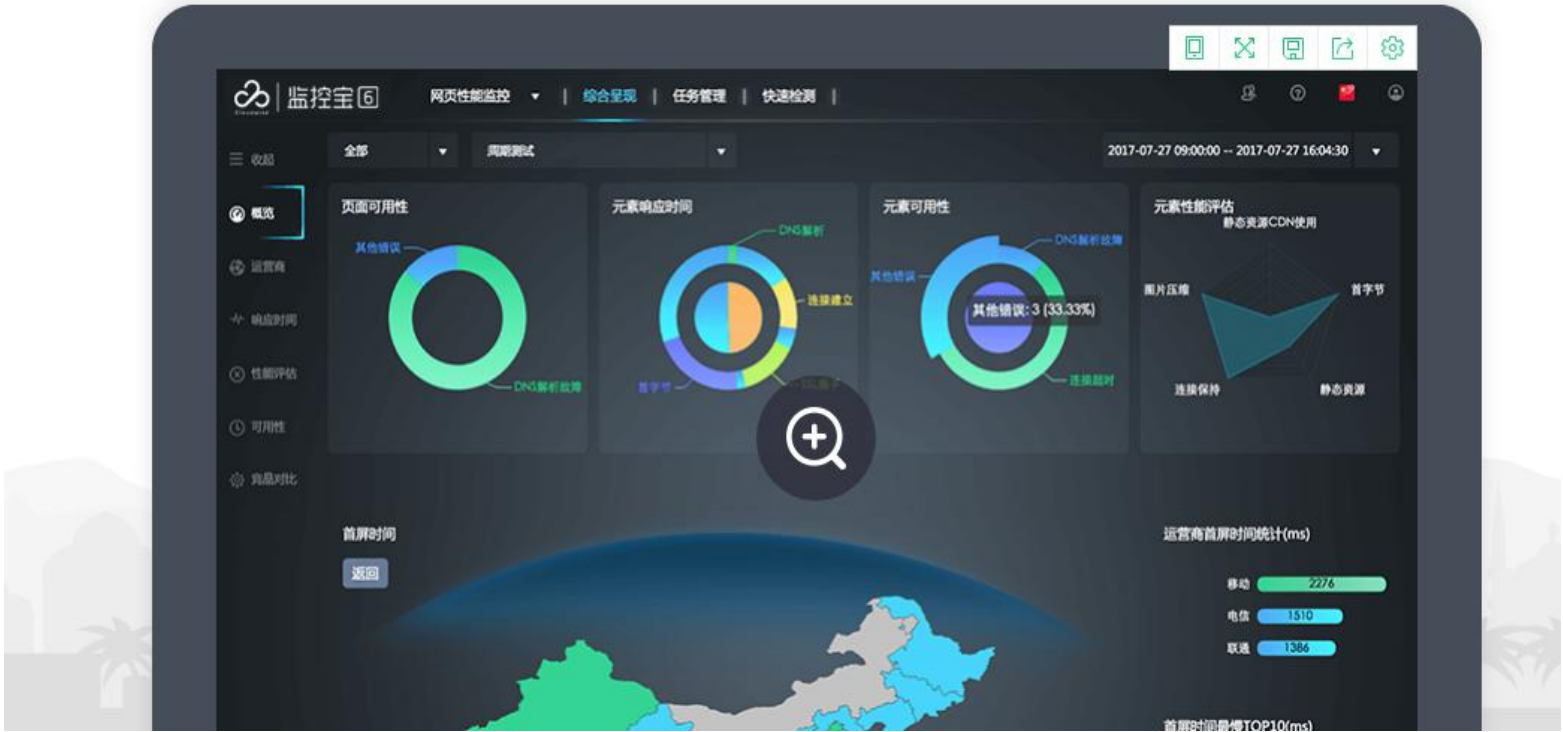 监控宝6
网页性能监控
综合呈现
任务管理
快速检测
收起
全部
周期测试
2017-07-27 09:00:00 -- 2017-07-27 16:04:30
概览
运营商
响应时间
性能评估
可用性
竞品对比
页面可用性
其他错误
DNS解析故障
元素响应时间
DNS解析
连接建立
首字节
元素可用性
DNS解析故障
其他错误
其他错误: 3 (33.33%)
连接超时
元素性能评估
静态资源CDN使用
图片压缩
首字节
连接保持
静态资源
首屏时间
返回
运营商首屏时间统计(ms)
移动 2276
电信 1510
联通 1386
首屏时间最慢TOP10(ms)